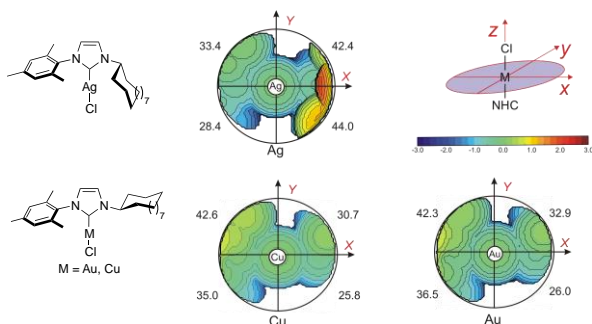 N
N
Ag
Cl
7
33.4
Y
42.4
X
Ag
28.4
44.0
Ag
z
Cl
y
M
x
NHC
-3.0
-2.0
-1.0
0.0
1.0
2.0
3.0
N
N
M
Cl
7
M = Au, Cu
42.6
Y
30.7
X
Cu
35.0
25.8
Cu
42.3
Y
32.9
X
Au
36.5
26.0
Au